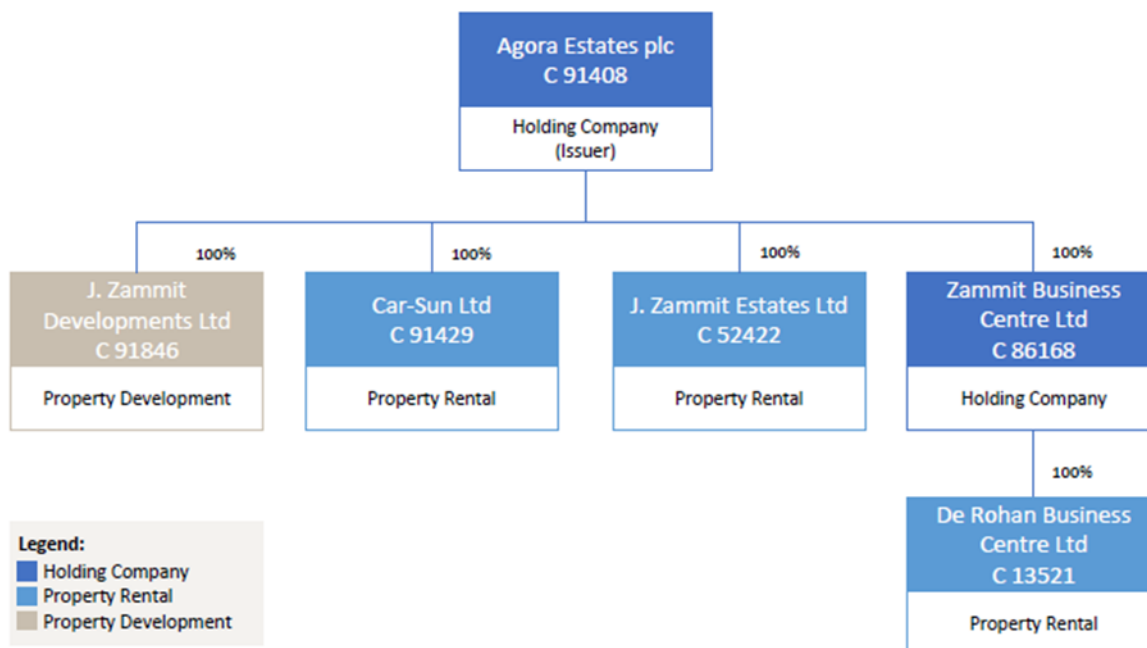 Agora Estates plc
C 91408
Holding Company
(Issuer)
100%
100%
100%
100%
J. Zammit
Developments Ltd
C 91846
Property Development
Car-Sun Ltd
C 91429
Property Rental
J. Zammit Estates Ltd
C 52422
Property Rental
Zammit Business
Centre Ltd
C 86168
Holding Company
100%
De Rohan Business
Centre Ltd
C 13521
Property Rental
Legend:
Holding Company
Property Rental
Property Development